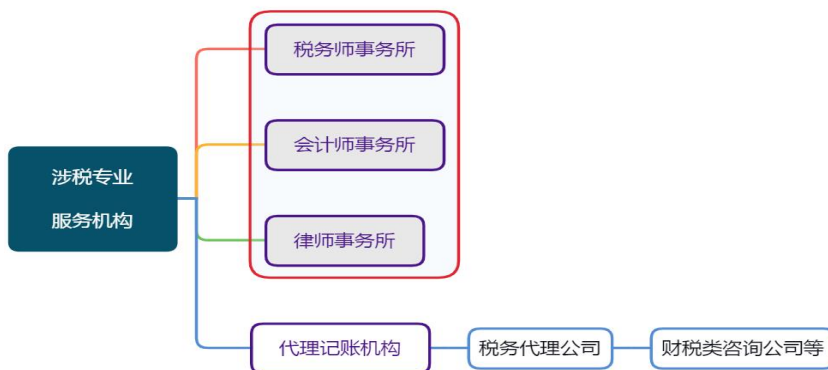 税务师事务所
会计师事务所
涉税专业
服务机构
律师事务所
代理记账机构
税务代理公司
财税类咨询公司等